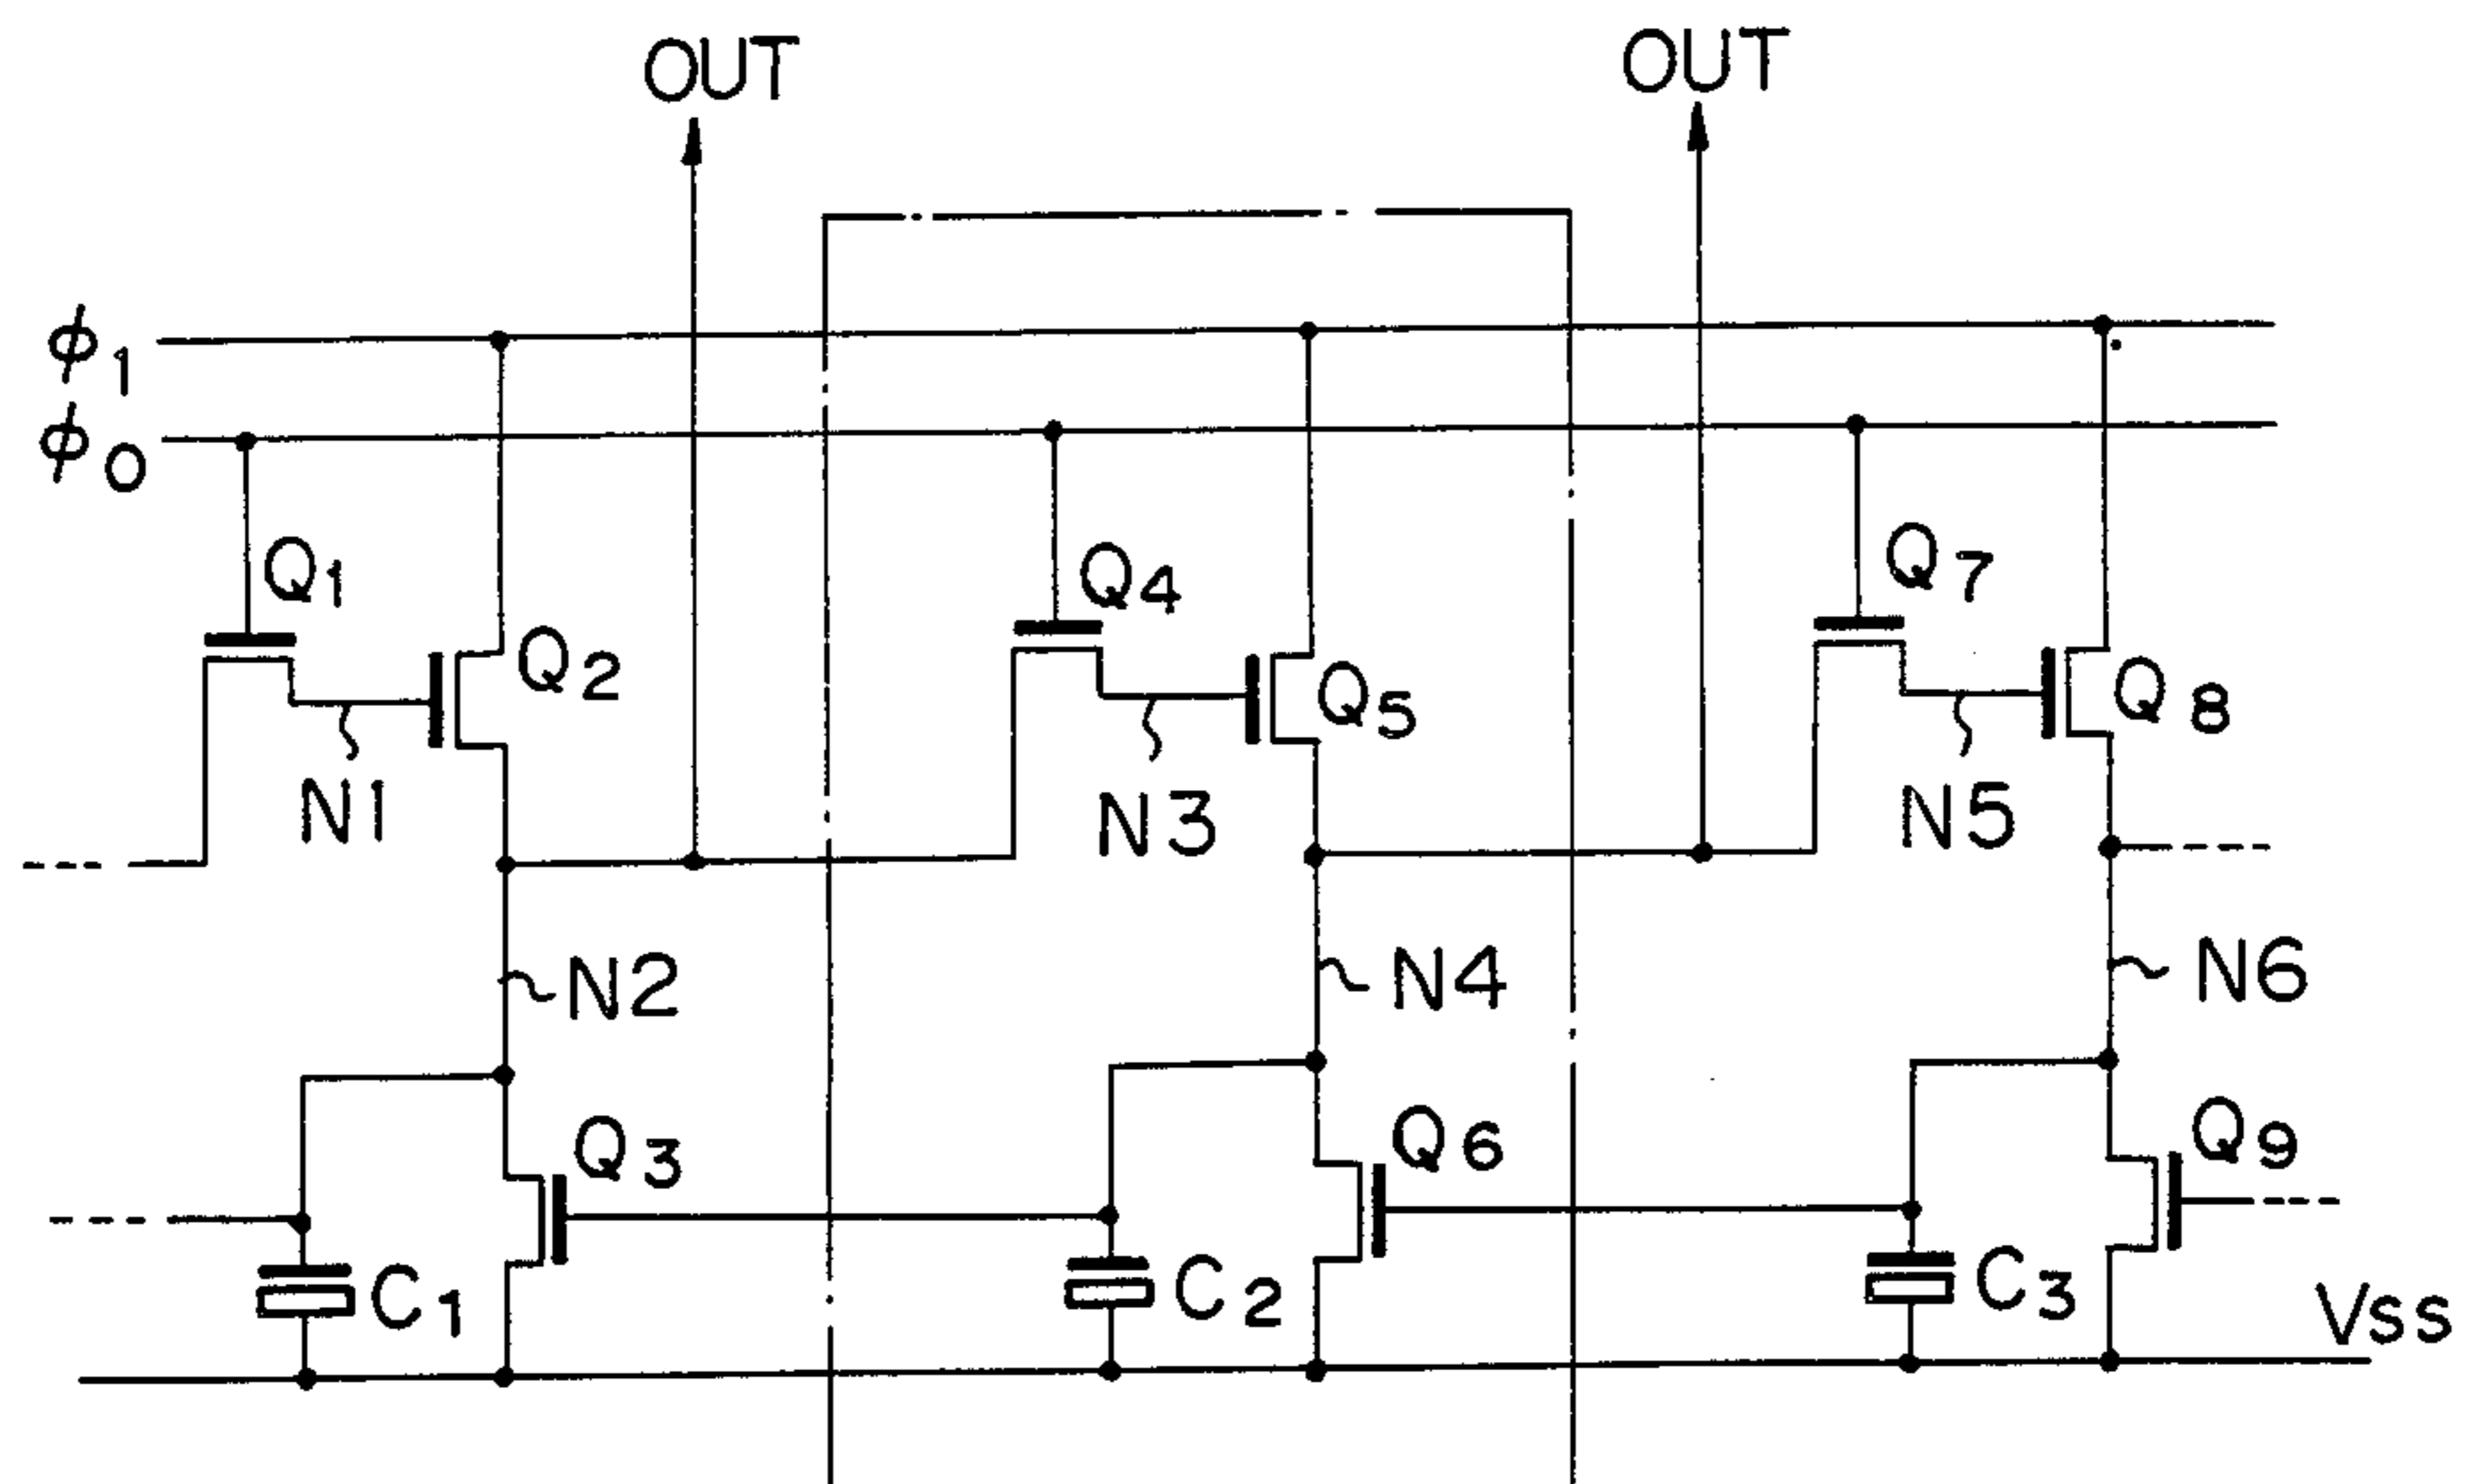 OUT OUT
ϕ1
ϕ0
Q1 Q4 Q7
Q2 Q5 Q8
N1 N3 N5
N2 N4 N6
Q3 Q6 Q9
C1 C2 C3 Vss